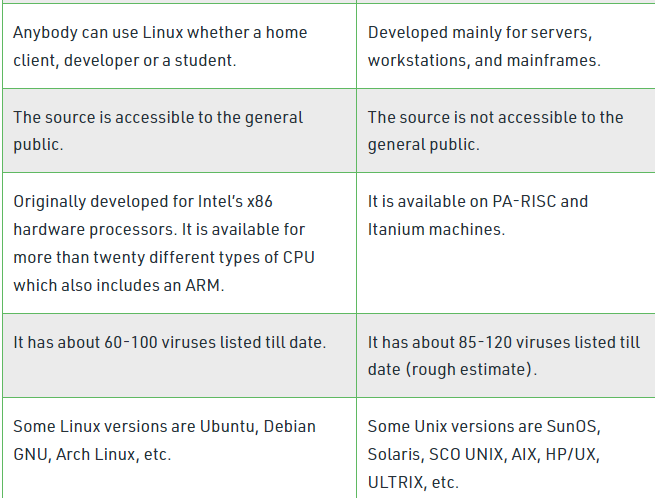 Anybody can use Linux whether a home
client, developer or a student.
Developed mainly for servers,
workstations, and mainframes.
The source is accessible to the general
public.
The source is not accessible to the
general public.
Originally developed for Intel's x86
hardware processors. It is available for
more than twenty different types of CPU
which also includes an ARM.
It is available on PA-RISC and
Itanium machines.
It has about 60-100 viruses listed till date.
It has about 85-120 viruses listed till
date (rough estimate).
Some Linux versions are Ubuntu, Debian
GNU, Arch Linux, etc.
Some Unix versions are SunOS,
Solaris, SCO UNIX, AIX, HP/UX,
ULTRIX, etc.